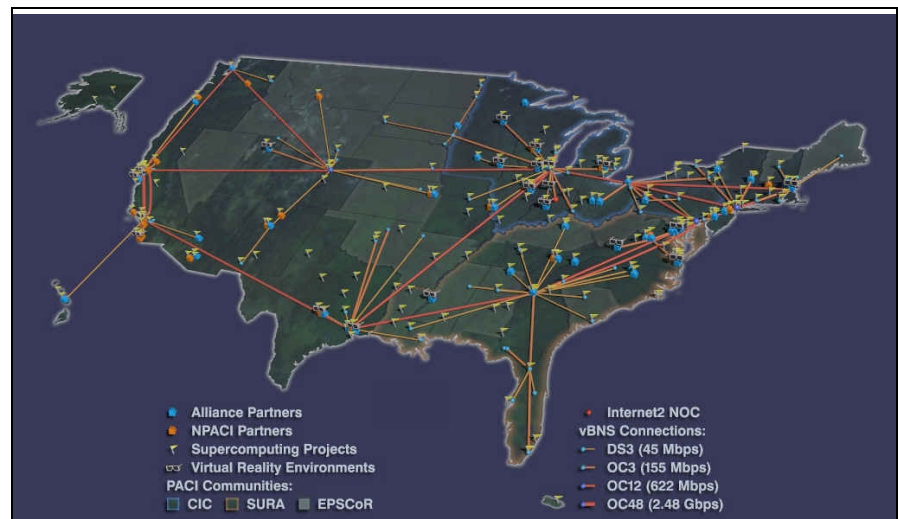 Alliance Partners
NPACI Partners
Supercomputing Projects
Virtual Reality Environments
PACI Communities:
CIC SURA EPSCoR
Internet2 NOC
vBNS Connections:
DS3 (45 Mbps)
OC3 (155 Mbps)
OC12 (622 Mbps)
OC48 (2.48 Gbps)